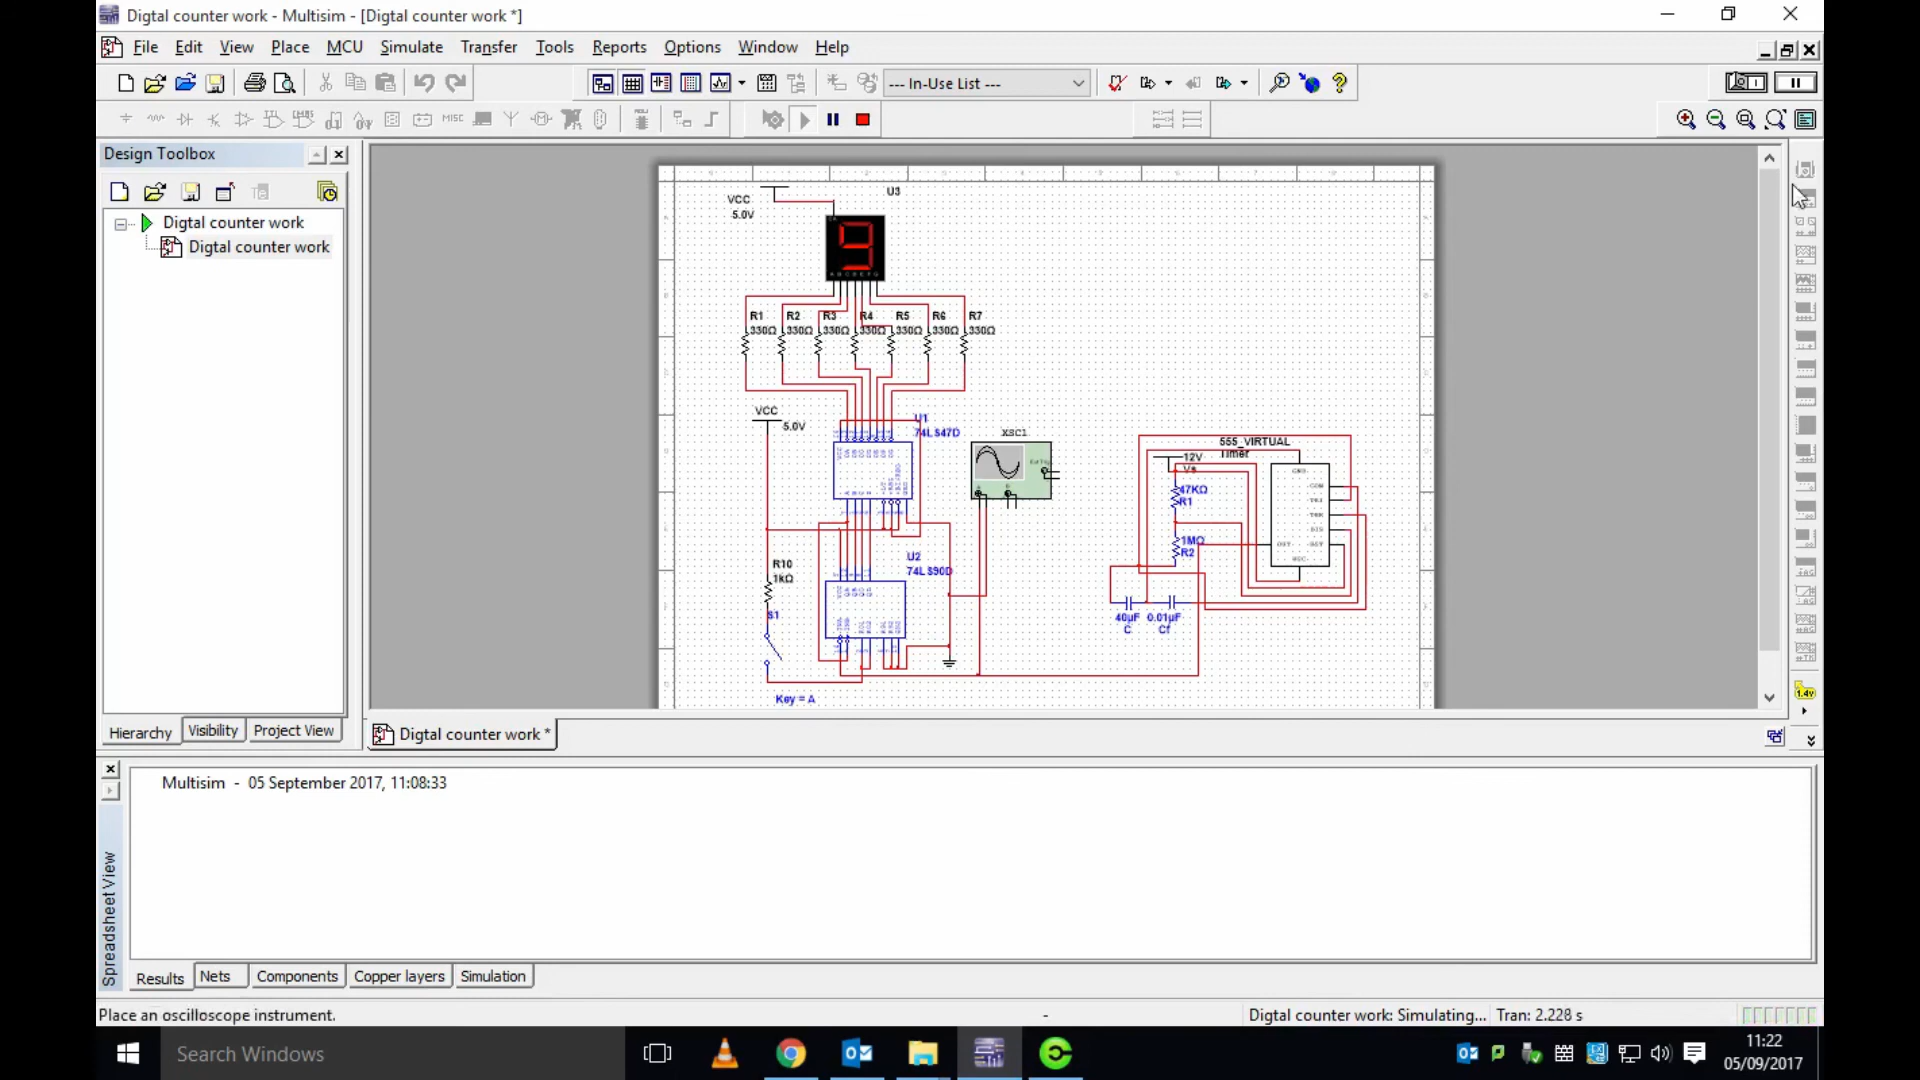 Digtal counter work - Multisim - [Digtal counter work *]
File Edit View Place MCU Simulate Transfer Tools Reports Options Window Help
--- In-Use List ---
MISC
Design Toolbox
Digtal counter work
Digtal counter work
Hierarchy Visibility Project View
VCC
5.0V
U3
R1 R2 R3 R4 R5 R6 R7
330Ω 330Ω 330Ω 330Ω 330Ω 330Ω 330Ω
VCC
5.0V
U1
74LS47D
XSC1
555_VIRTUAL
Timer
12V
Vs
47KΩ
R1
1MΩ
R2
R10
1kΩ
U2
74LS90D
S1
40µF 0.01µF
C Cf
Key = A
1.4v
Digtal counter work *
Spreadsheet View
Multisim - 05 September 2017, 11:08:33
Results Nets Components Copper layers Simulation
Place an oscilloscope instrument. - Digtal counter work: Simulating... Tran: 2.228 s
Search Windows
11:22
05/09/2017